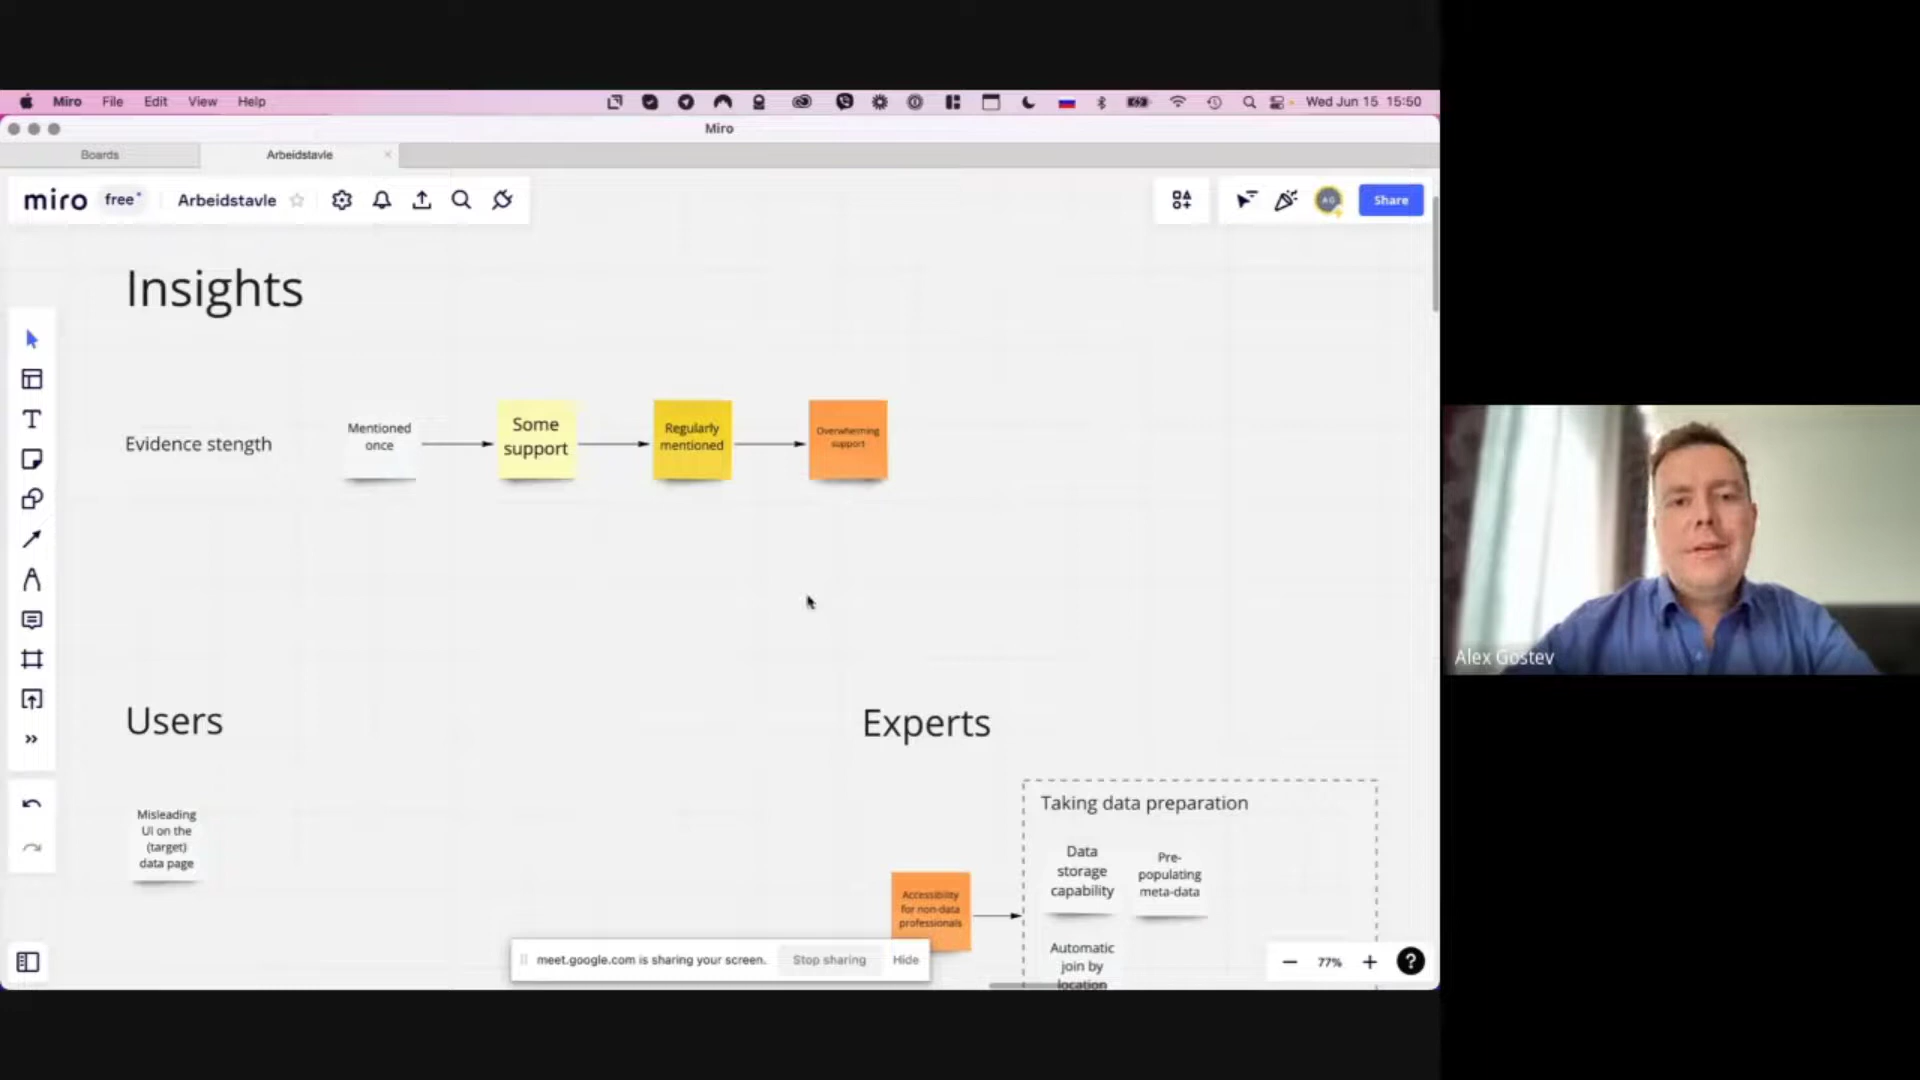 Miro File Edit View Help
Wed Jun 15 15:50
Miro
Boards
Arbeidstavle
miro free
Arbeidstavle
AG
Share
Insights
Evidence stength
Mentioned
once
Some
support
Regularly
mentioned
Overwhelming
support
Alex Gostev
Users
Experts
Misleading
UI on the
(target)
data page
Taking data preparation
Data
storage
capability
Pre-
populating
meta-data
Accessibility
for non-data
professionals
Automatic
join by
location
meet.google.com is sharing your screen. Stop sharing Hide
77%